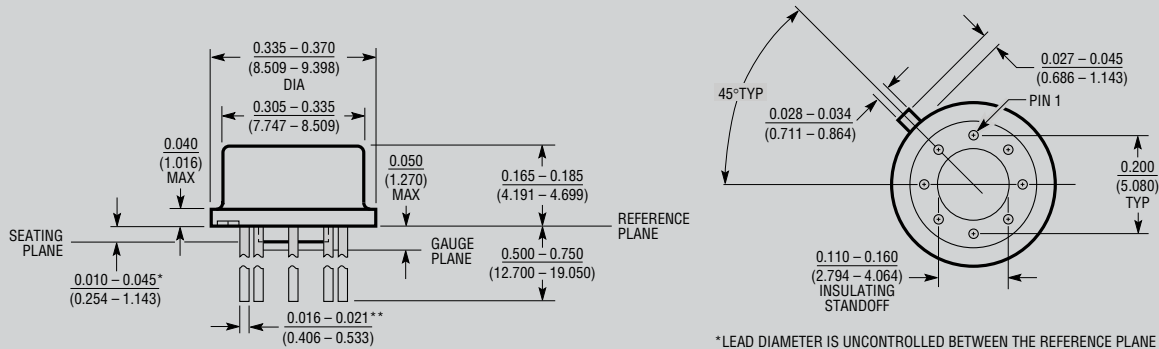 0.335 – 0.370
(8.509 – 9.398)
DIA
0.305 – 0.335
(7.747 – 8.509)
0.040
(1.016)
MAX
0.050
(1.270)
MAX
0.165 – 0.185
(4.191 – 4.699)
REFERENCE
PLANE
SEATING
PLANE
GAUGE
PLANE
0.500 – 0.750
(12.700 – 19.050)
0.010 – 0.045*
(0.254 – 1.143)
0.016 – 0.021**
(0.406 – 0.533)
45°TYP
0.028 – 0.034
(0.711 – 0.864)
0.027 – 0.045
(0.686 – 1.143)
PIN 1
0.200
(5.080)
TYP
0.110 – 0.160
(2.794 – 4.064)
INSULATING
STANDOFF
*LEAD DIAMETER IS UNCONTROLLED BETWEEN THE REFERENCE PLANE